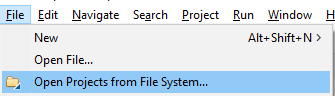 File Edit Navigate Search Project Run Window H
New Alt+Shift+N >
Open File...
Open Projects from File System...